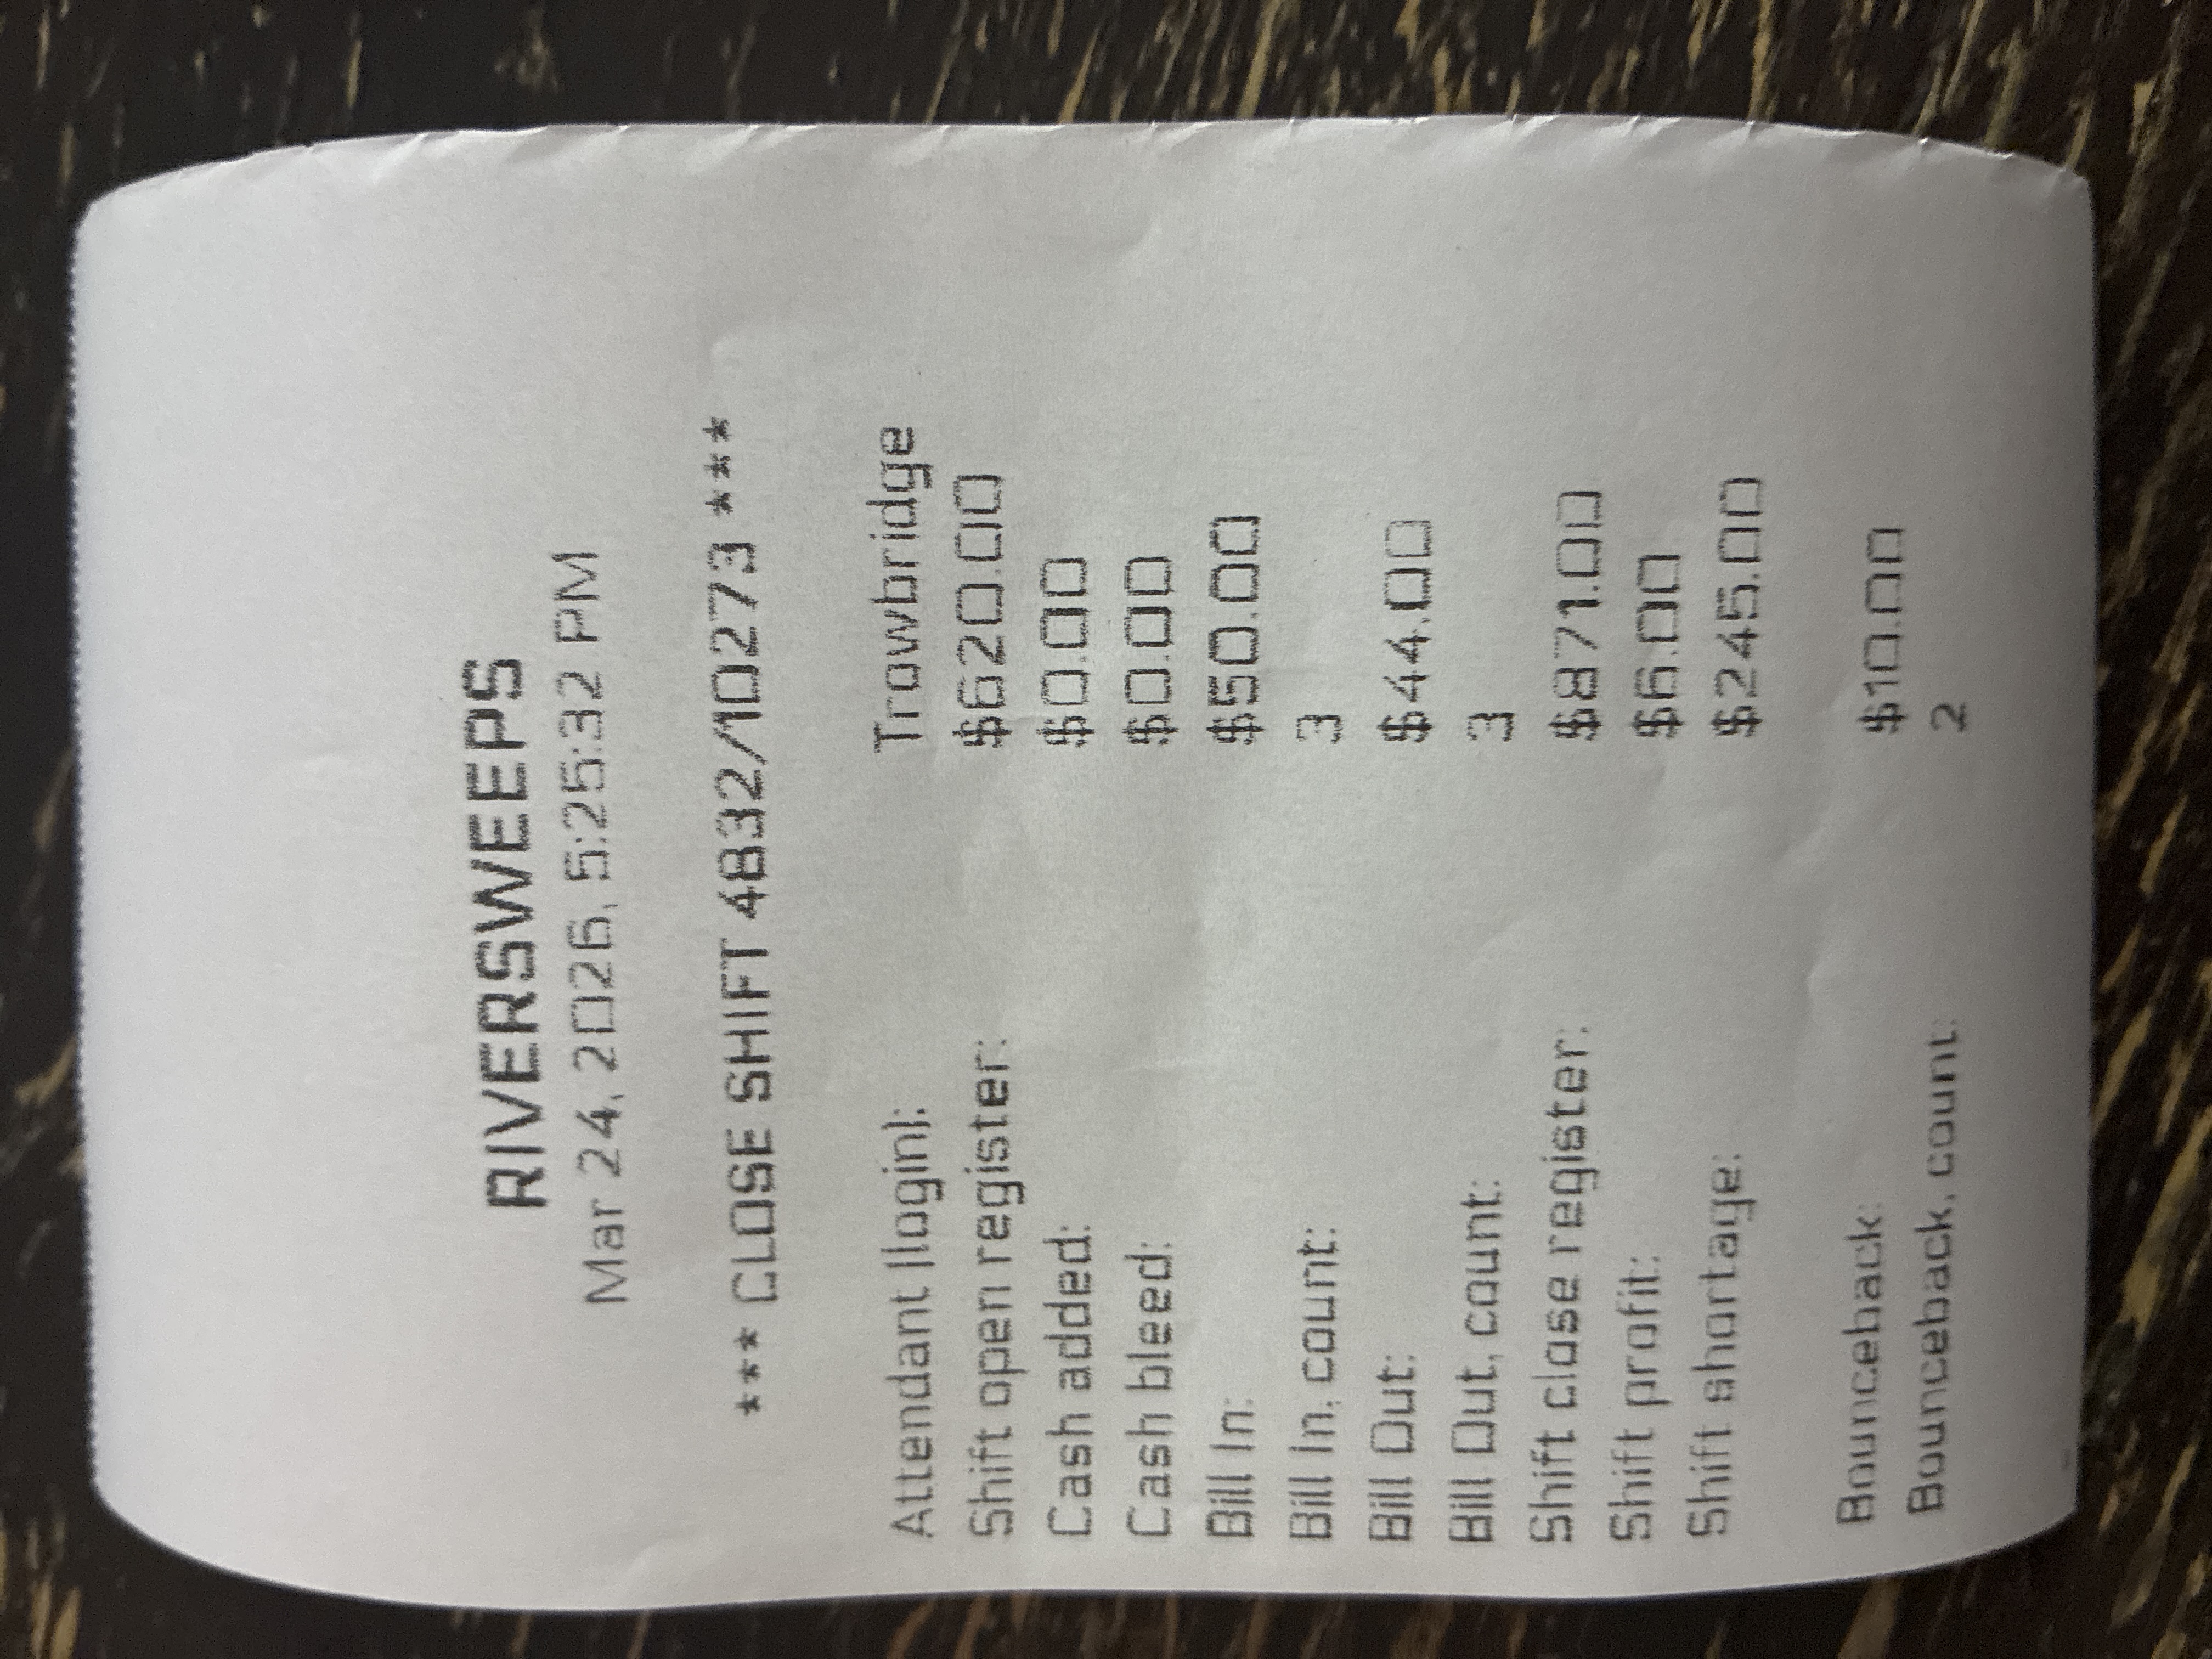 RIVERSWEEPS
Mar 24, 2026, 5:25:32 PM
*** CLOSE SHIFT 4832/10273 ***
Attendant (login): Trowbridge
Shift open register: $620.00
Cash added: $0.00
Cash bleed: $0.00
Bill In: $50.00
Bill In, count: 3
Bill Out: $44.00
Bill Out, count: 3
Shift close register: $871.00
Shift profit: $6.00
Shift shortage: $245.00
Bounceback: $10.00
Bounceback, count: 2